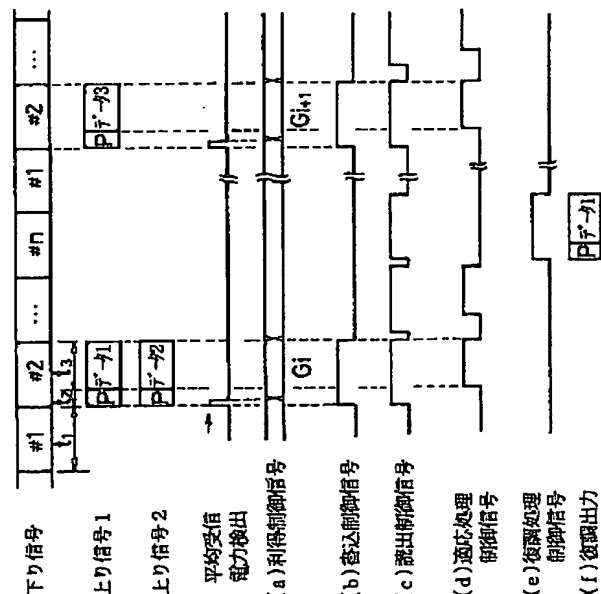 下り信号
#1
#2
...
#n
#1
#2
...
t1
t2
t3
上り信号1
P データ1
P データ3
上り信号2
P データ2
平均受信
電力検出
(a)利得制御信号
Gi
Gi+1
(b)書込制御信号
(c)読出制御信号
(d)適応処理
制御信号
(e)復調処理
制御信号
(f)復調出力
P データ1